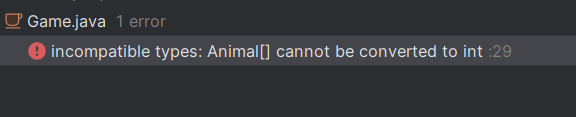 Game.java 1 error
incompatible types: Animal[] cannot be converted to int :29